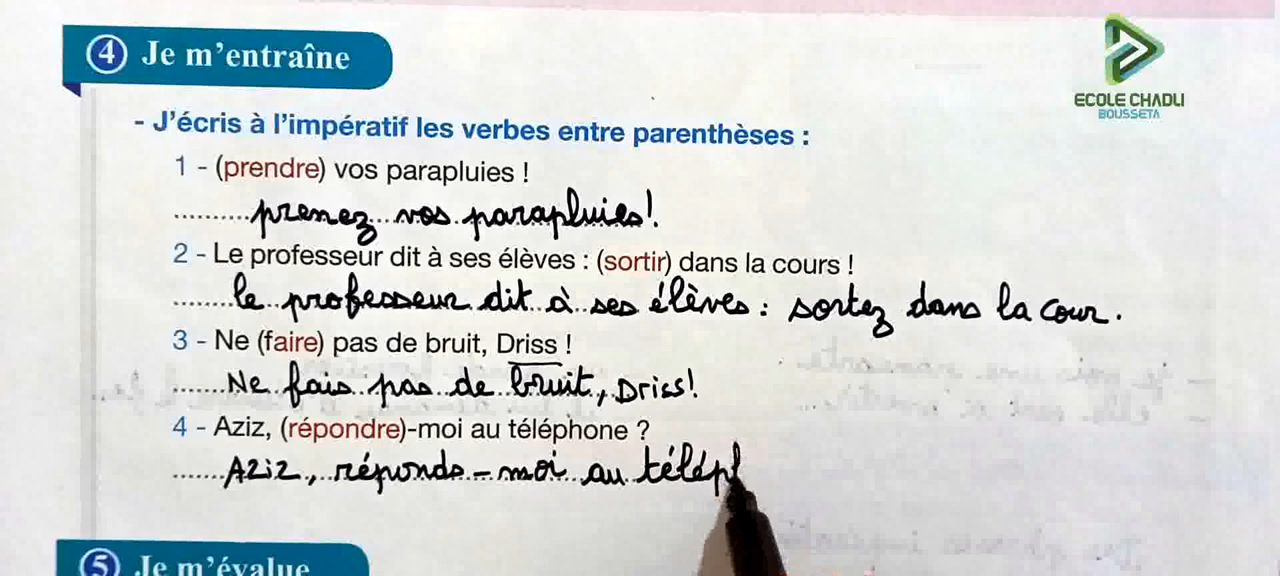 4 Je m'entraîne
ECOLE CHADLI
BOUSSETA
- J'écris à l'impératif les verbes entre parenthèses :
1 - (prendre) vos parapluies !
..........prenez vos parapluies!
2 - Le professeur dit à ses élèves : (sortir) dans la cours !
........le professeur dit à ses élèves : sortez dans la cour.
3 - Ne (faire) pas de bruit, Driss !
.......Ne fais pas de bruit, Driss!
4 - Aziz, (répondre)-moi au téléphone ?
.......Aziz, réponds-moi au téléph
5 Je m'évalue